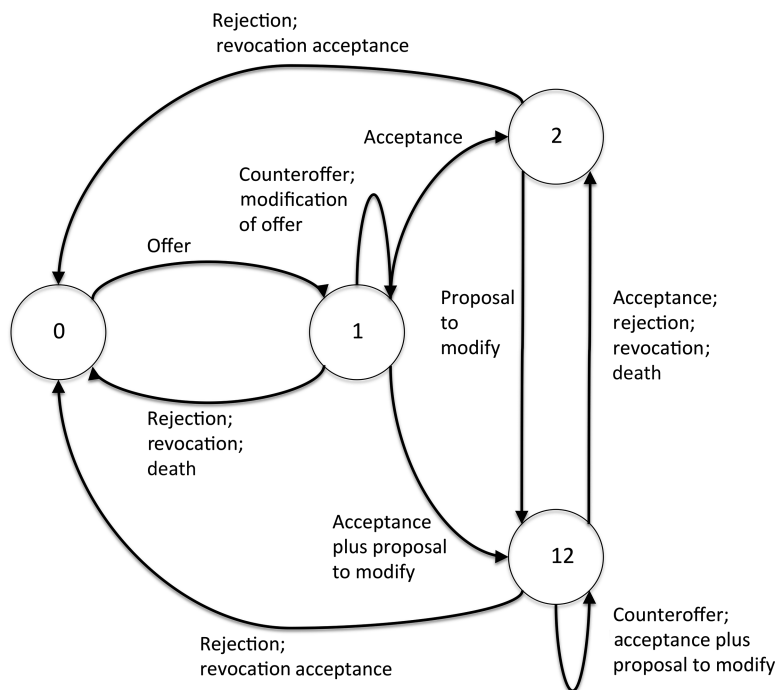 Rejection;
revocation acceptance
Acceptance
2
Counteroffer;
modification
of offer
Offer
0
1
Proposal
to
modify
Acceptance;
rejection;
revocation;
death
Rejection;
revocation;
death
Acceptance
plus proposal
to modify
12
Rejection;
revocation acceptance
Counteroffer;
acceptance plus
proposal to modify